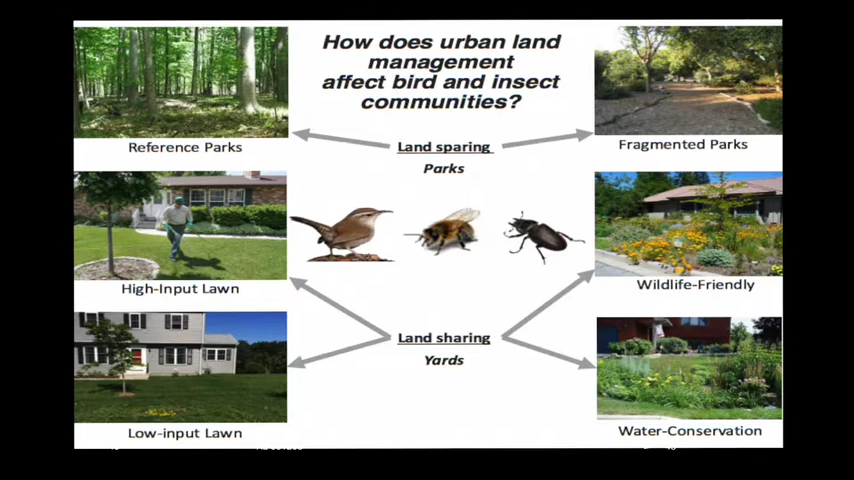 How does urban land
management
affect bird and insect
communities?
Reference Parks
Land sparing
Parks
Fragmented Parks
High-Input Lawn
Wildlife-Friendly
Land sharing
Yards
Low-input Lawn
Water-Conservation